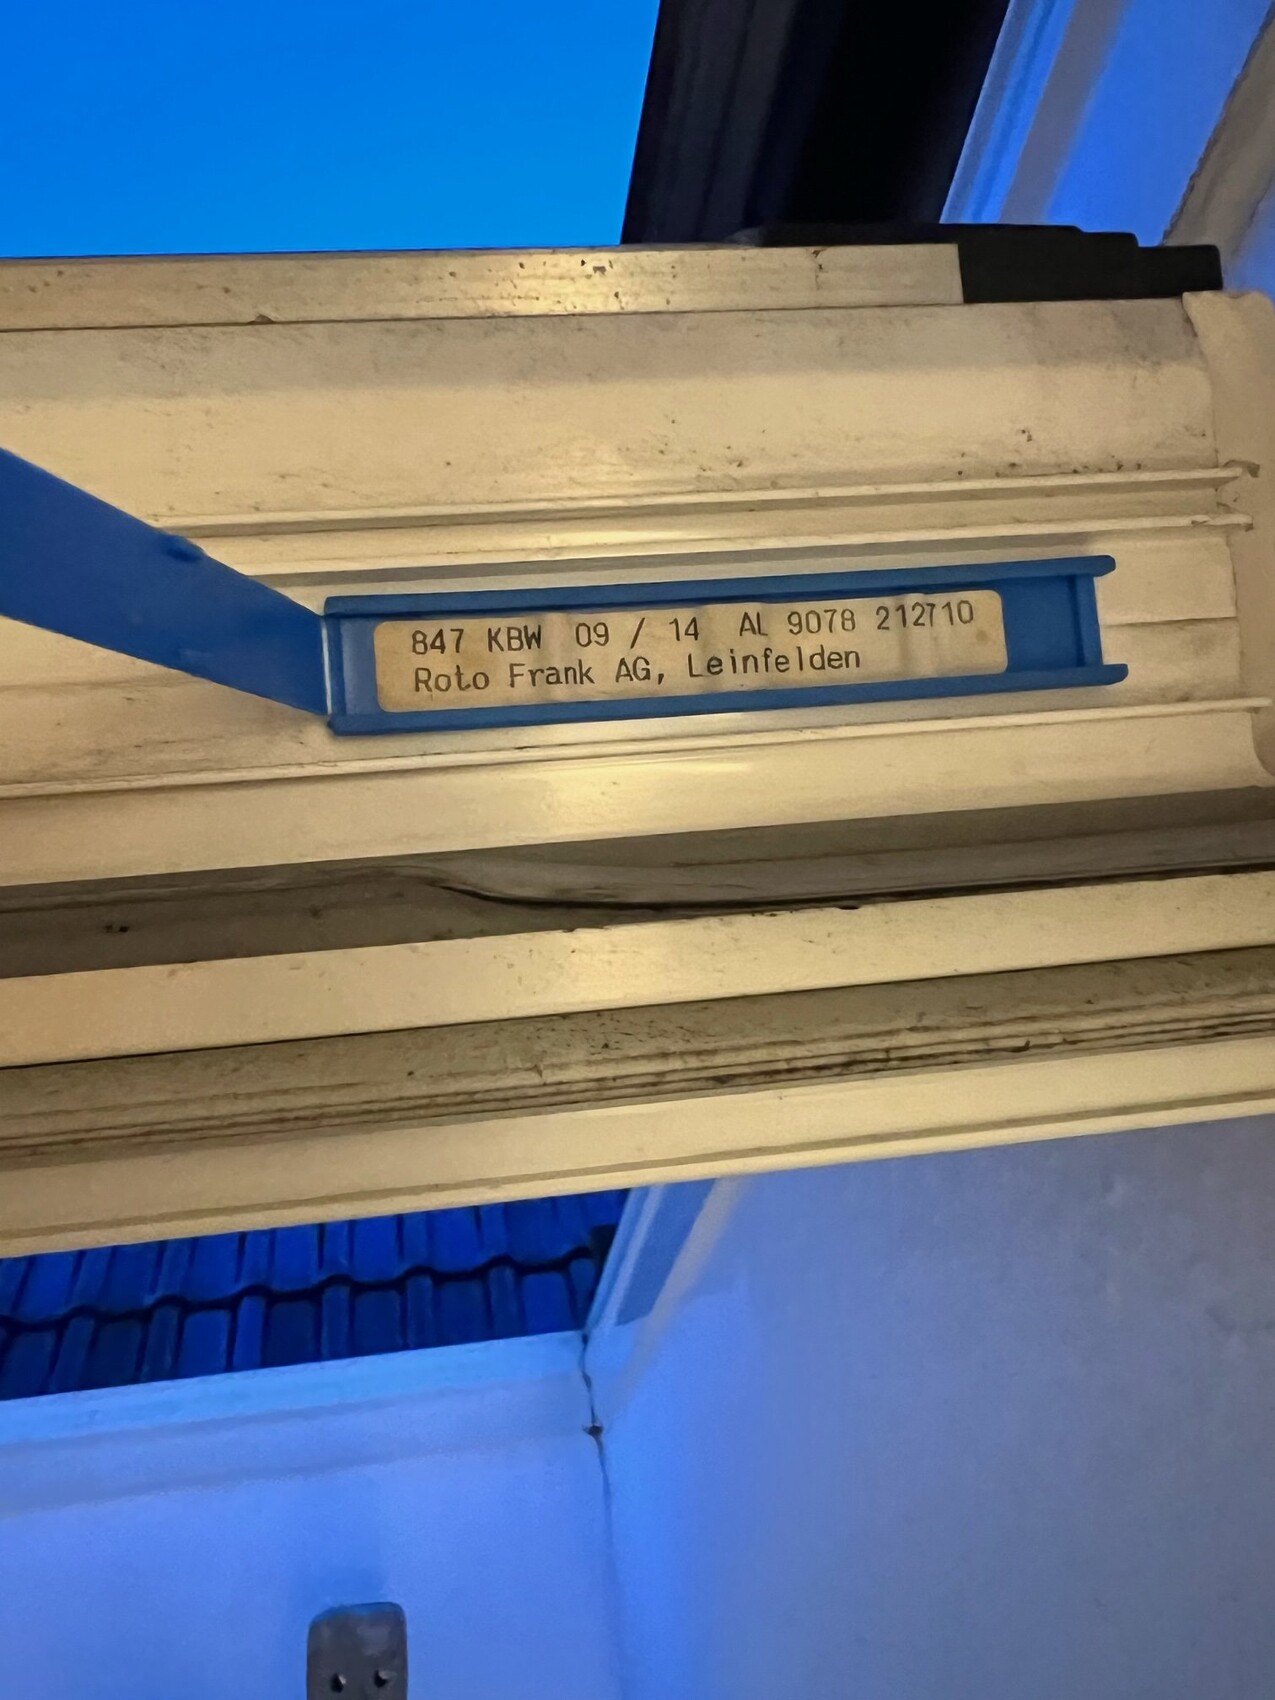 847 KBW 09 / 14 AL 9078 212710
Roto Frank AG, Leinfelden